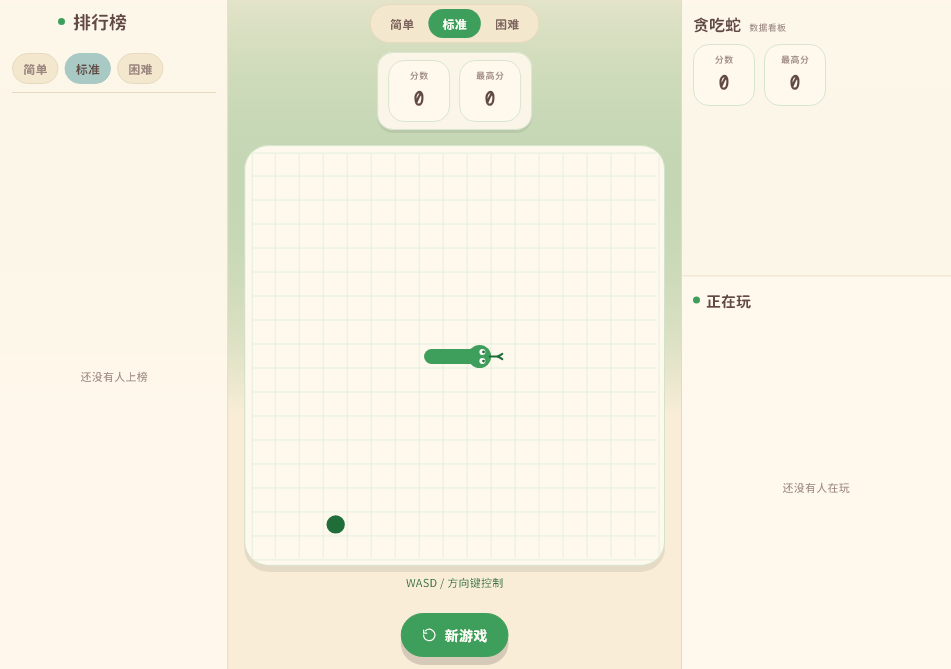 排行榜
简单 标准 困难
还没有人上榜
简单 标准 困难
分数 最高分
0 0
WASD / 方向键控制
新游戏
贪吃蛇 数据看板
分数 最高分
0 0
正在玩
还没有人在玩